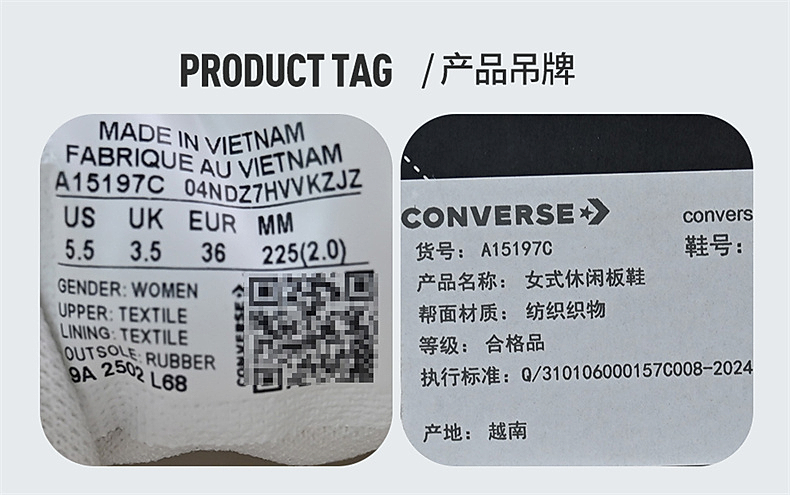 PRODUCT TAG /产品吊牌
MADE IN VIETNAM
FABRIQUE AU VIETNAM
A15197C 04NDZ7HVVKZJZ
US UK EUR MM
5.5 3.5 36 225(2.0)
GENDER: WOMEN
UPPER: TEXTILE
LINING: TEXTILE
OUTSOLE: RUBBER
9A 2502 L68
CONVERSE
CONVERSE convers
货号: A15197C 鞋号:
产品名称: 女式休闲板鞋
帮面材质: 纺织织物
等级: 合格品
执行标准: Q/310106000157C008-2024
产地: 越南